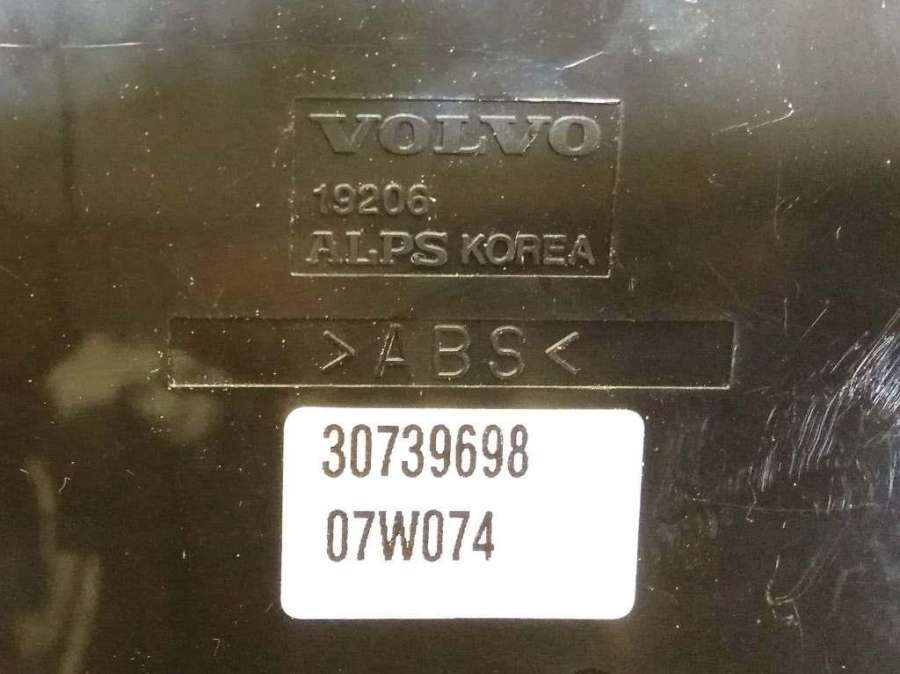 VOLVO
19206
ALPS KOREA
>ABS<
30739698
07W074